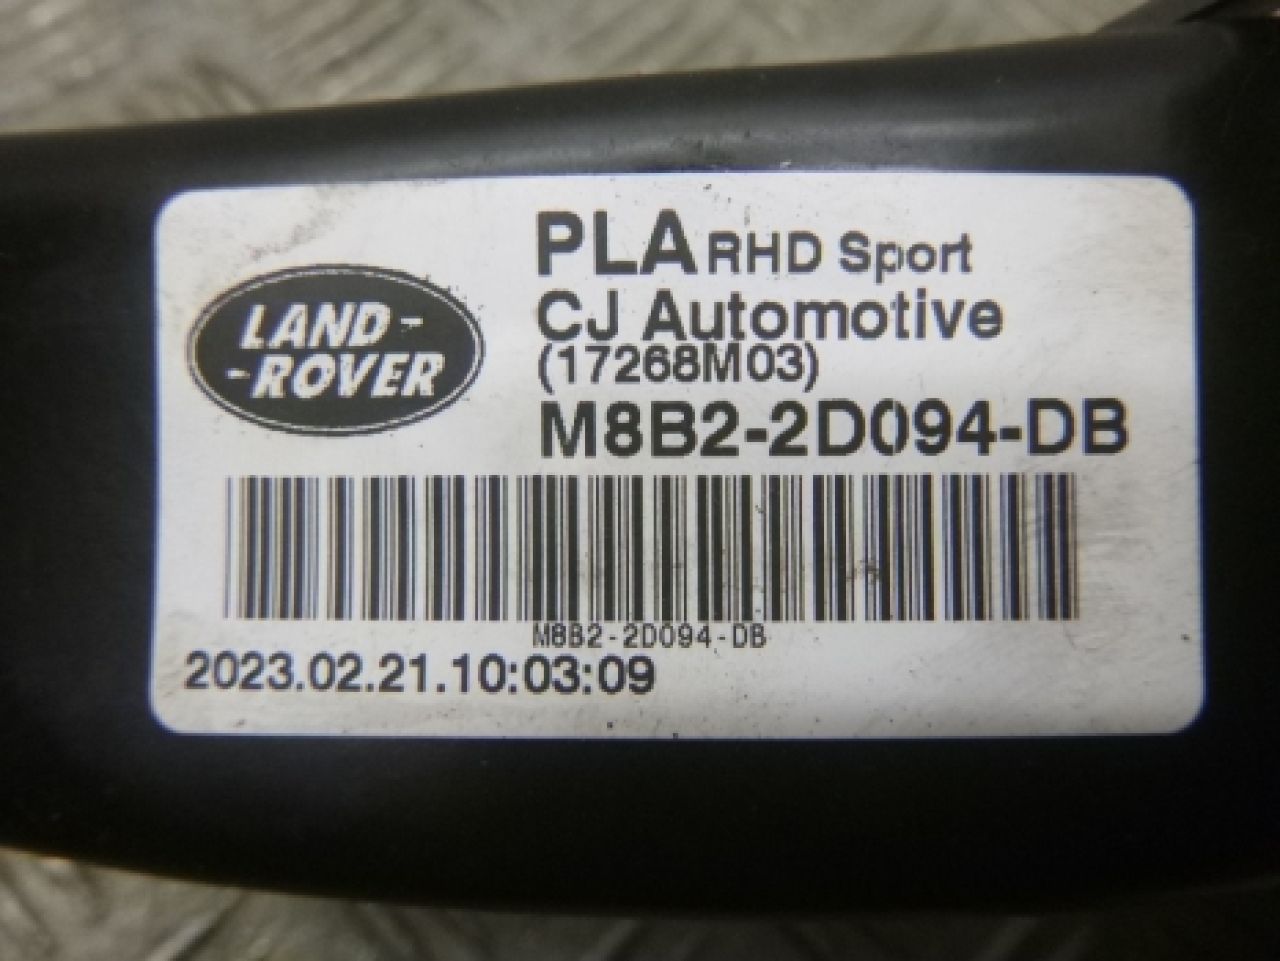 LAND-
-ROVER
PLA RHD Sport
CJ Automotive
(17268M03)
M8B2-2D094-DB
M8B2-2D094-DB
2023.02.21.10:03:09